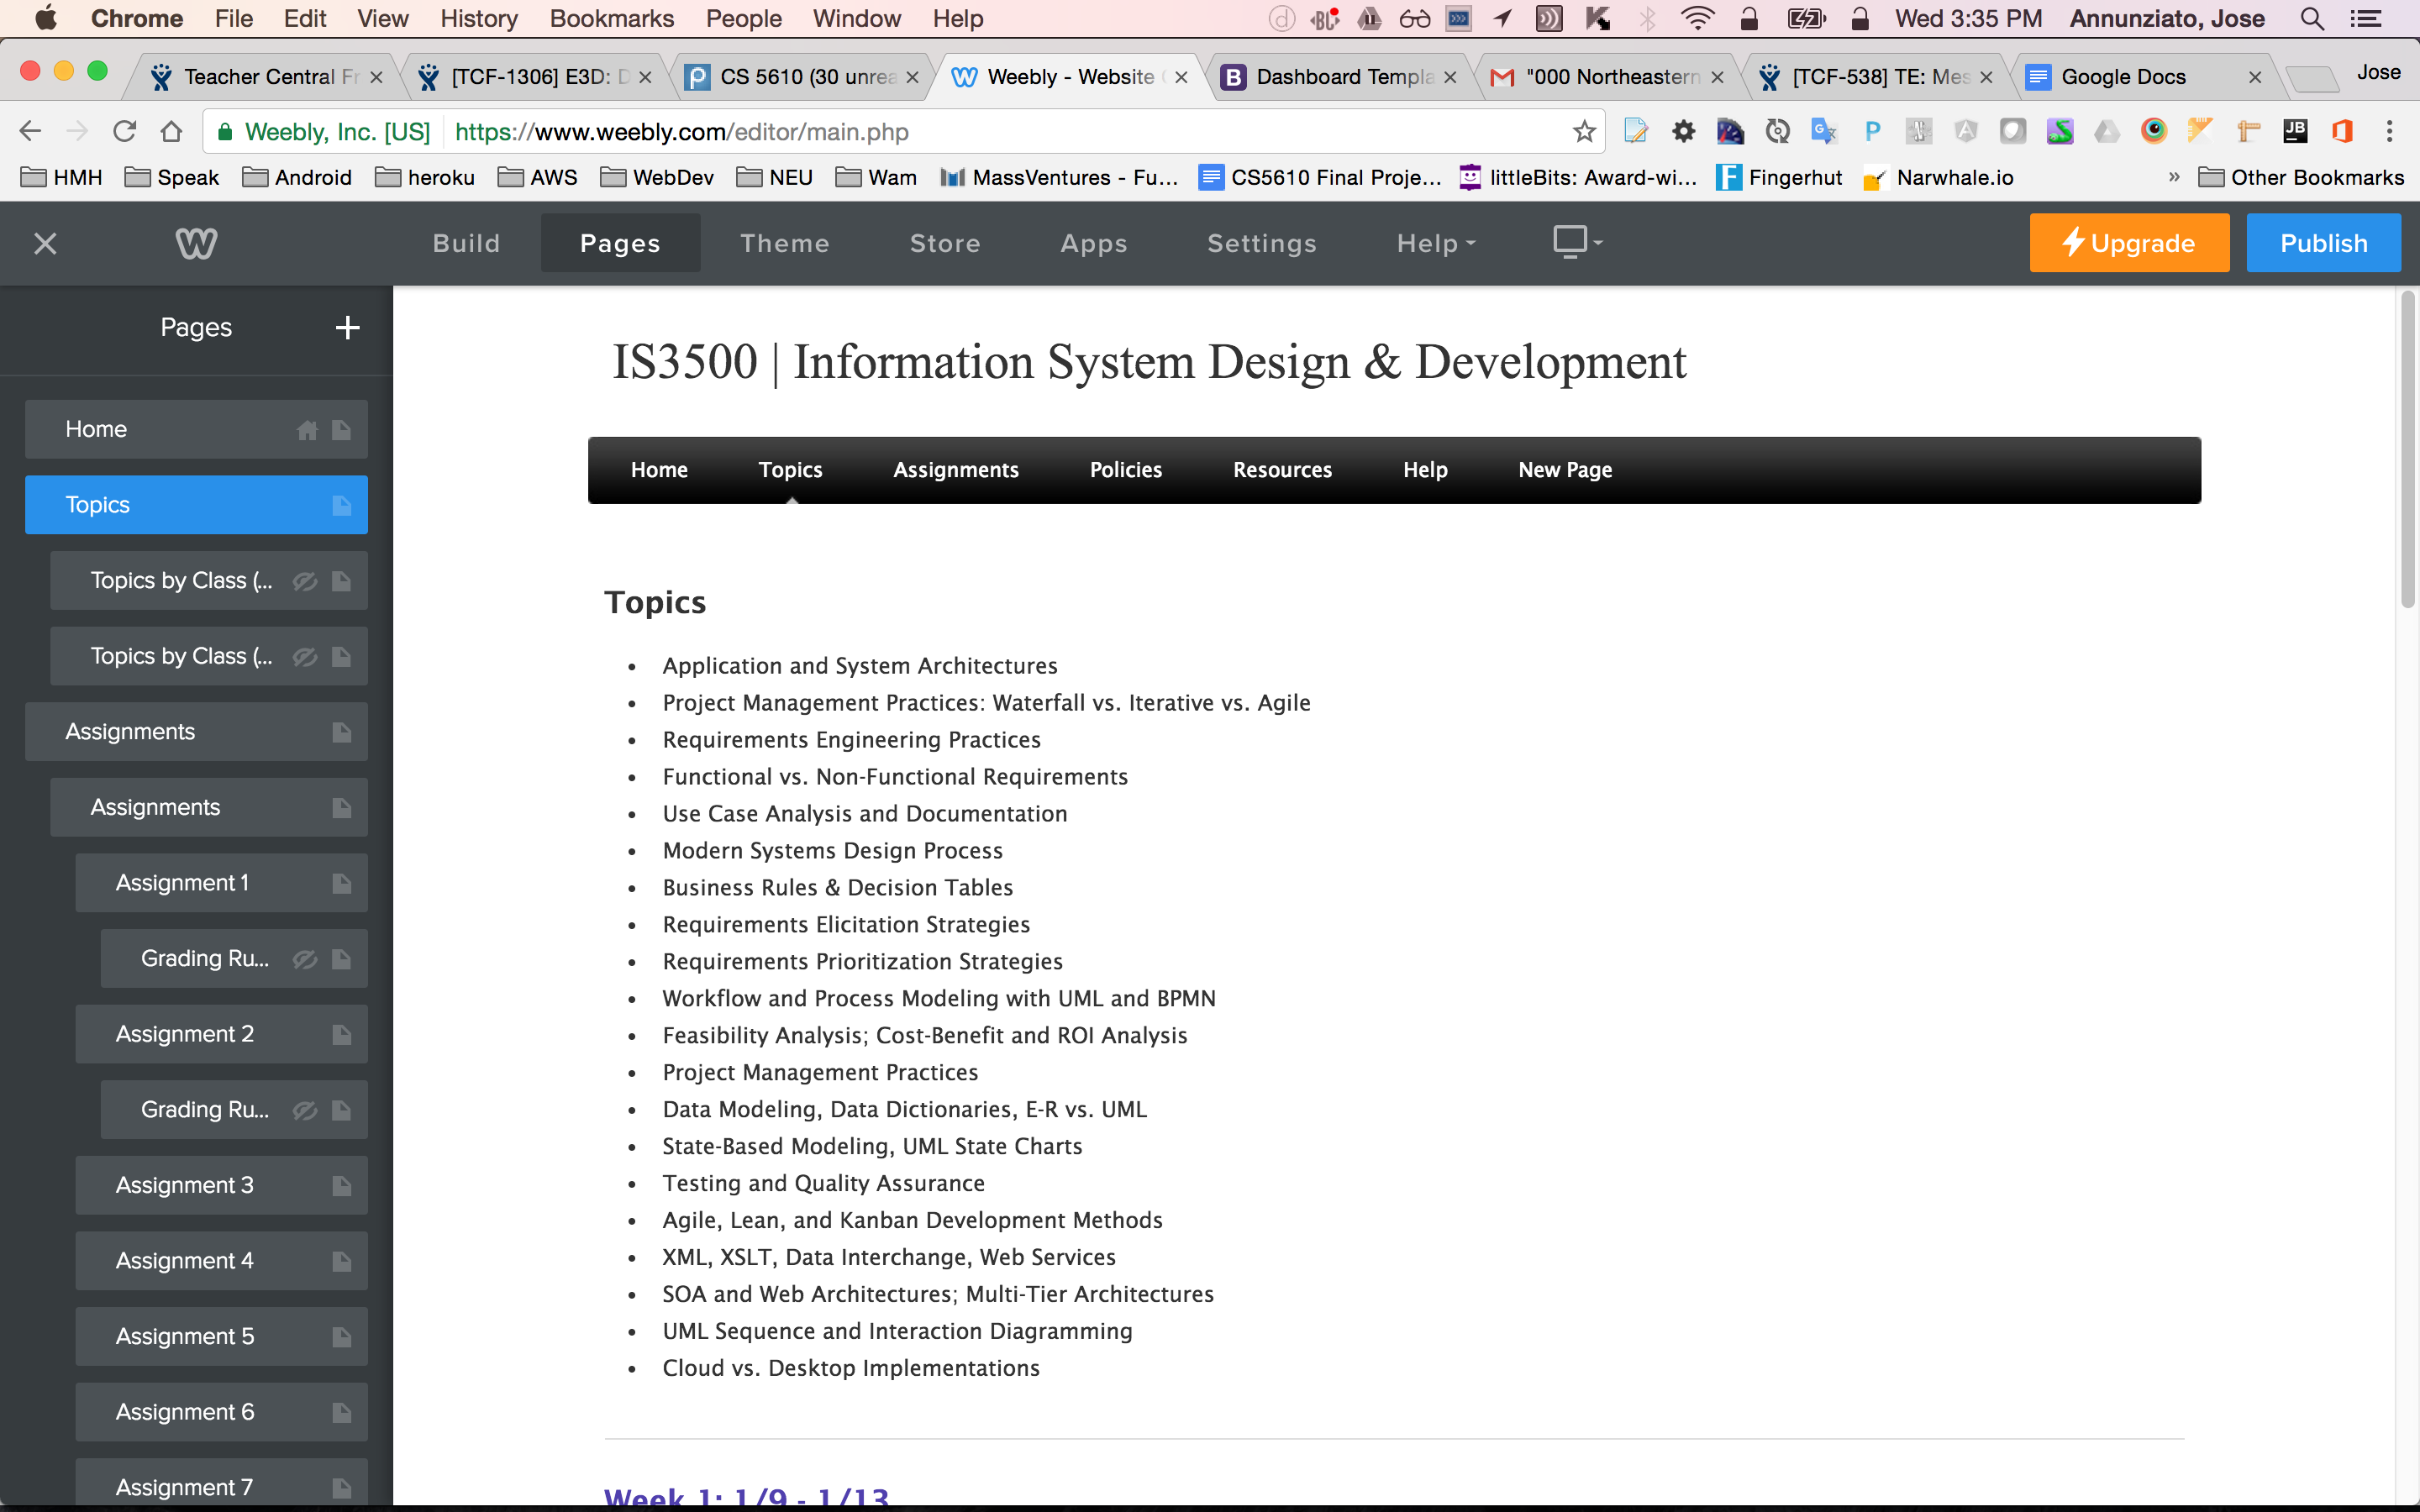 Chrome File Edit View History Bookmarks People Window Help Wed 3:35 PM Annunziato, Jose
Teacher Central Fr [TCF-1306] E3D: D CS 5610 (30 unrea Weebly - Website Dashboard Templa "000 Northeastern [TCF-538] TE: Mes Google Docs Jose
Weebly, Inc. [US] https://www.weebly.com/editor/main.php
HMH Speak Android heroku AWS WebDev NEU Wam MassVentures - Fu... CS5610 Final Proje... littleBits: Award-wi... Fingerhut Narwhale.io » Other Bookmarks
Build Pages Theme Store Apps Settings Help Upgrade Publish
Pages +
Home
Topics
Topics by Class (...
Topics by Class (...
Assignments
Assignments
Assignment 1
Grading Ru...
Assignment 2
Grading Ru...
Assignment 3
Assignment 4
Assignment 5
Assignment 6
Assignment 7
IS3500 | Information System Design & Development
Home Topics Assignments Policies Resources Help New Page
Topics
• Application and System Architectures
• Project Management Practices: Waterfall vs. Iterative vs. Agile
• Requirements Engineering Practices
• Functional vs. Non-Functional Requirements
• Use Case Analysis and Documentation
• Modern Systems Design Process
• Business Rules & Decision Tables
• Requirements Elicitation Strategies
• Requirements Prioritization Strategies
• Workflow and Process Modeling with UML and BPMN
• Feasibility Analysis; Cost-Benefit and ROI Analysis
• Project Management Practices
• Data Modeling, Data Dictionaries, E-R vs. UML
• State-Based Modeling, UML State Charts
• Testing and Quality Assurance
• Agile, Lean, and Kanban Development Methods
• XML, XSLT, Data Interchange, Web Services
• SOA and Web Architectures; Multi-Tier Architectures
• UML Sequence and Interaction Diagramming
• Cloud vs. Desktop Implementations
Week 1: 1/9 - 1/13